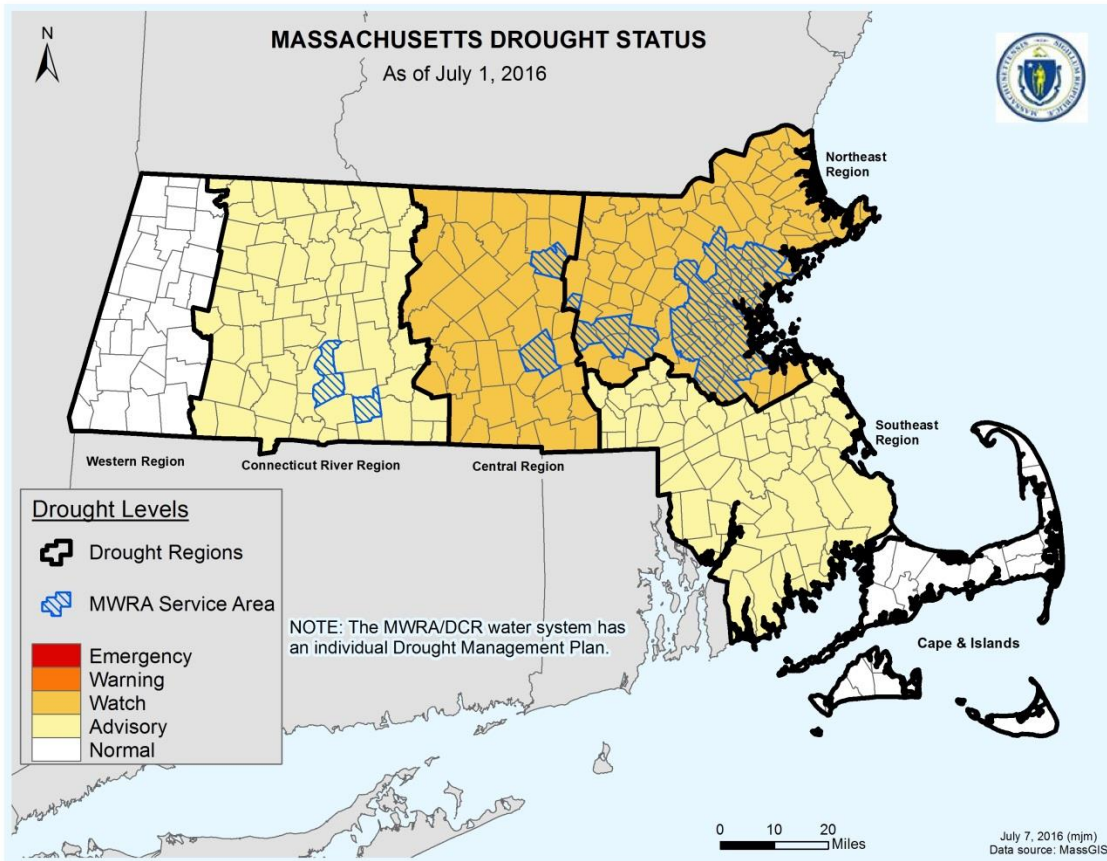 MASSACHUSETTS DROUGHT STATUS
As of July 1, 2016
N
Northeast
Region
Southeast
Region
Western Region
Connecticut River Region
Central Region
Cape & Islands
Drought Levels
Drought Regions
MWRA Service Area
Emergency
Warning
Watch
Advisory
Normal
NOTE: The MWRA/DCR water system has
an individual Drought Management Plan.
0 10 20
Miles
July 7, 2016 (mjm)
Data source: MassGIS